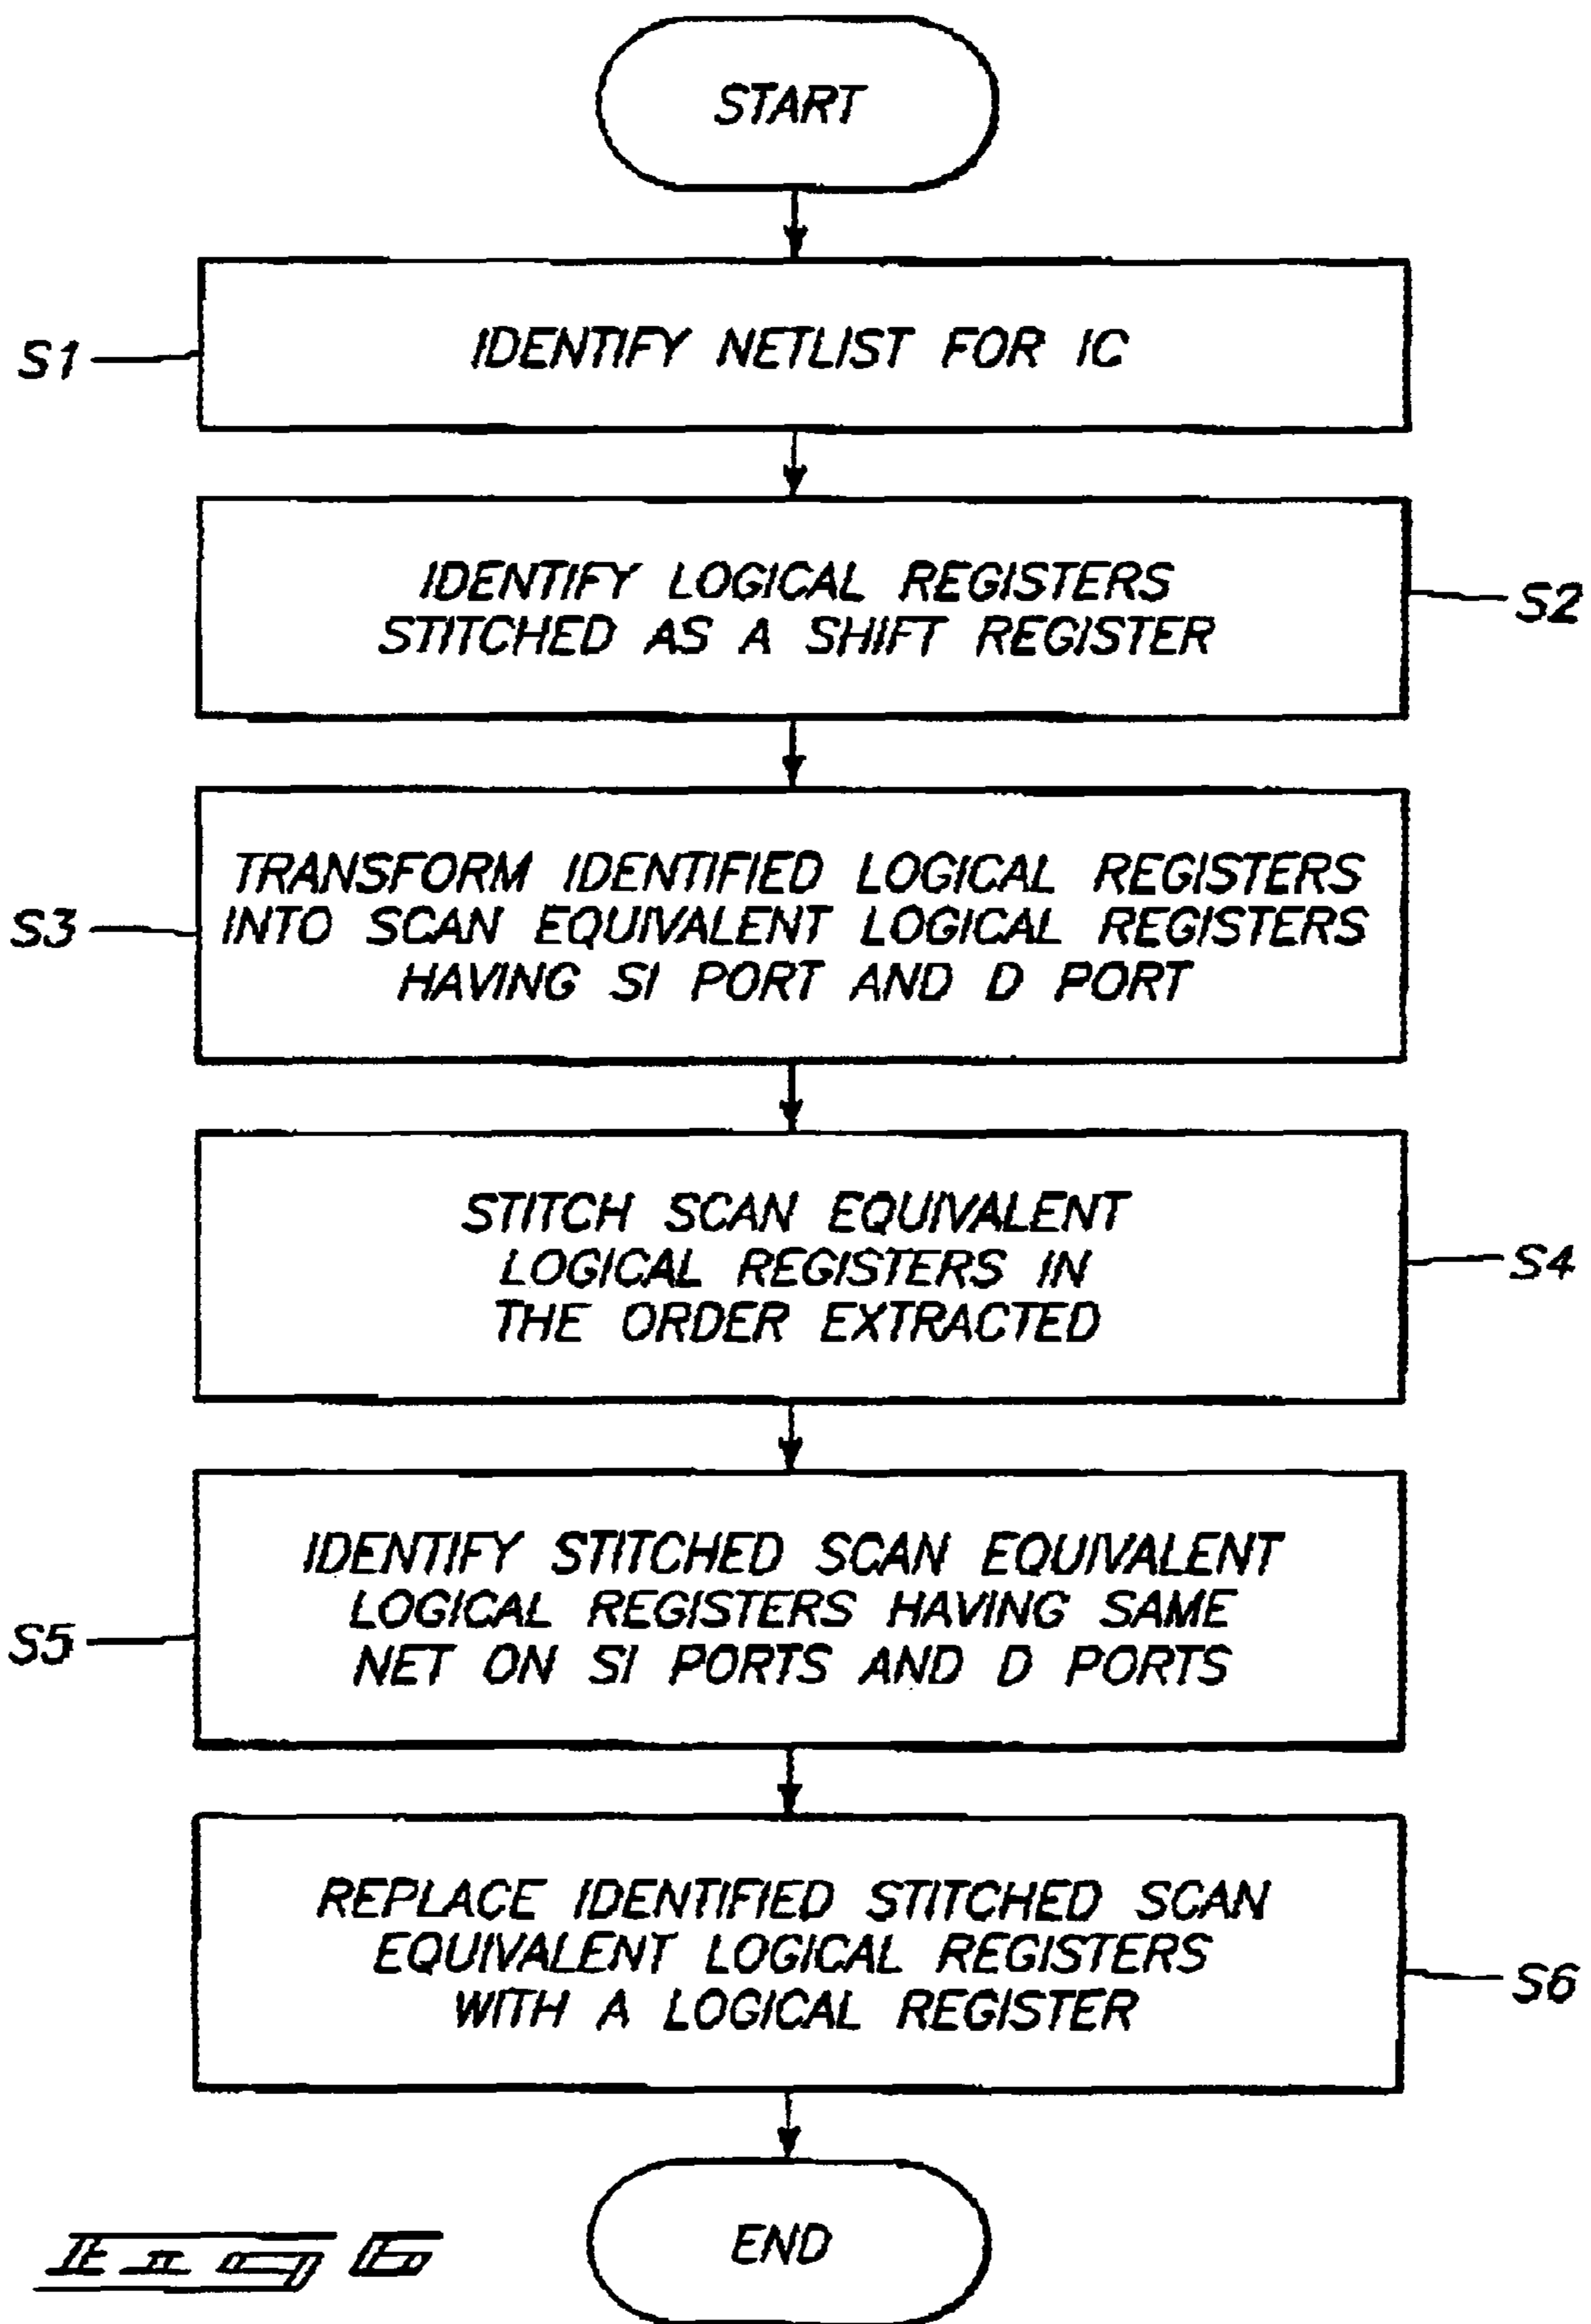 START
S1
IDENTIFY NETLIST FOR IC
IDENTIFY LOGICAL REGISTERS
STITCHED AS A SHIFT REGISTER
S2
TRANSFORM IDENTIFIED LOGICAL REGISTERS
S3
INTO SCAN EQUIVALENT LOGICAL REGISTERS
HAVING SI PORT AND D PORT
STITCH SCAN EQUIVALENT
LOGICAL REGISTERS IN
S4
THE ORDER EXTRACTED
IDENTIFY STITCHED SCAN EQUIVALENT
LOGICAL REGISTERS HAVING SAME
S5
NET ON SI PORTS AND D PORTS
REPLACE IDENTIFIED STITCHED SCAN
EQUIVALENT LOGICAL REGISTERS
S6
WITH A LOGICAL REGISTER
END
FIG 6